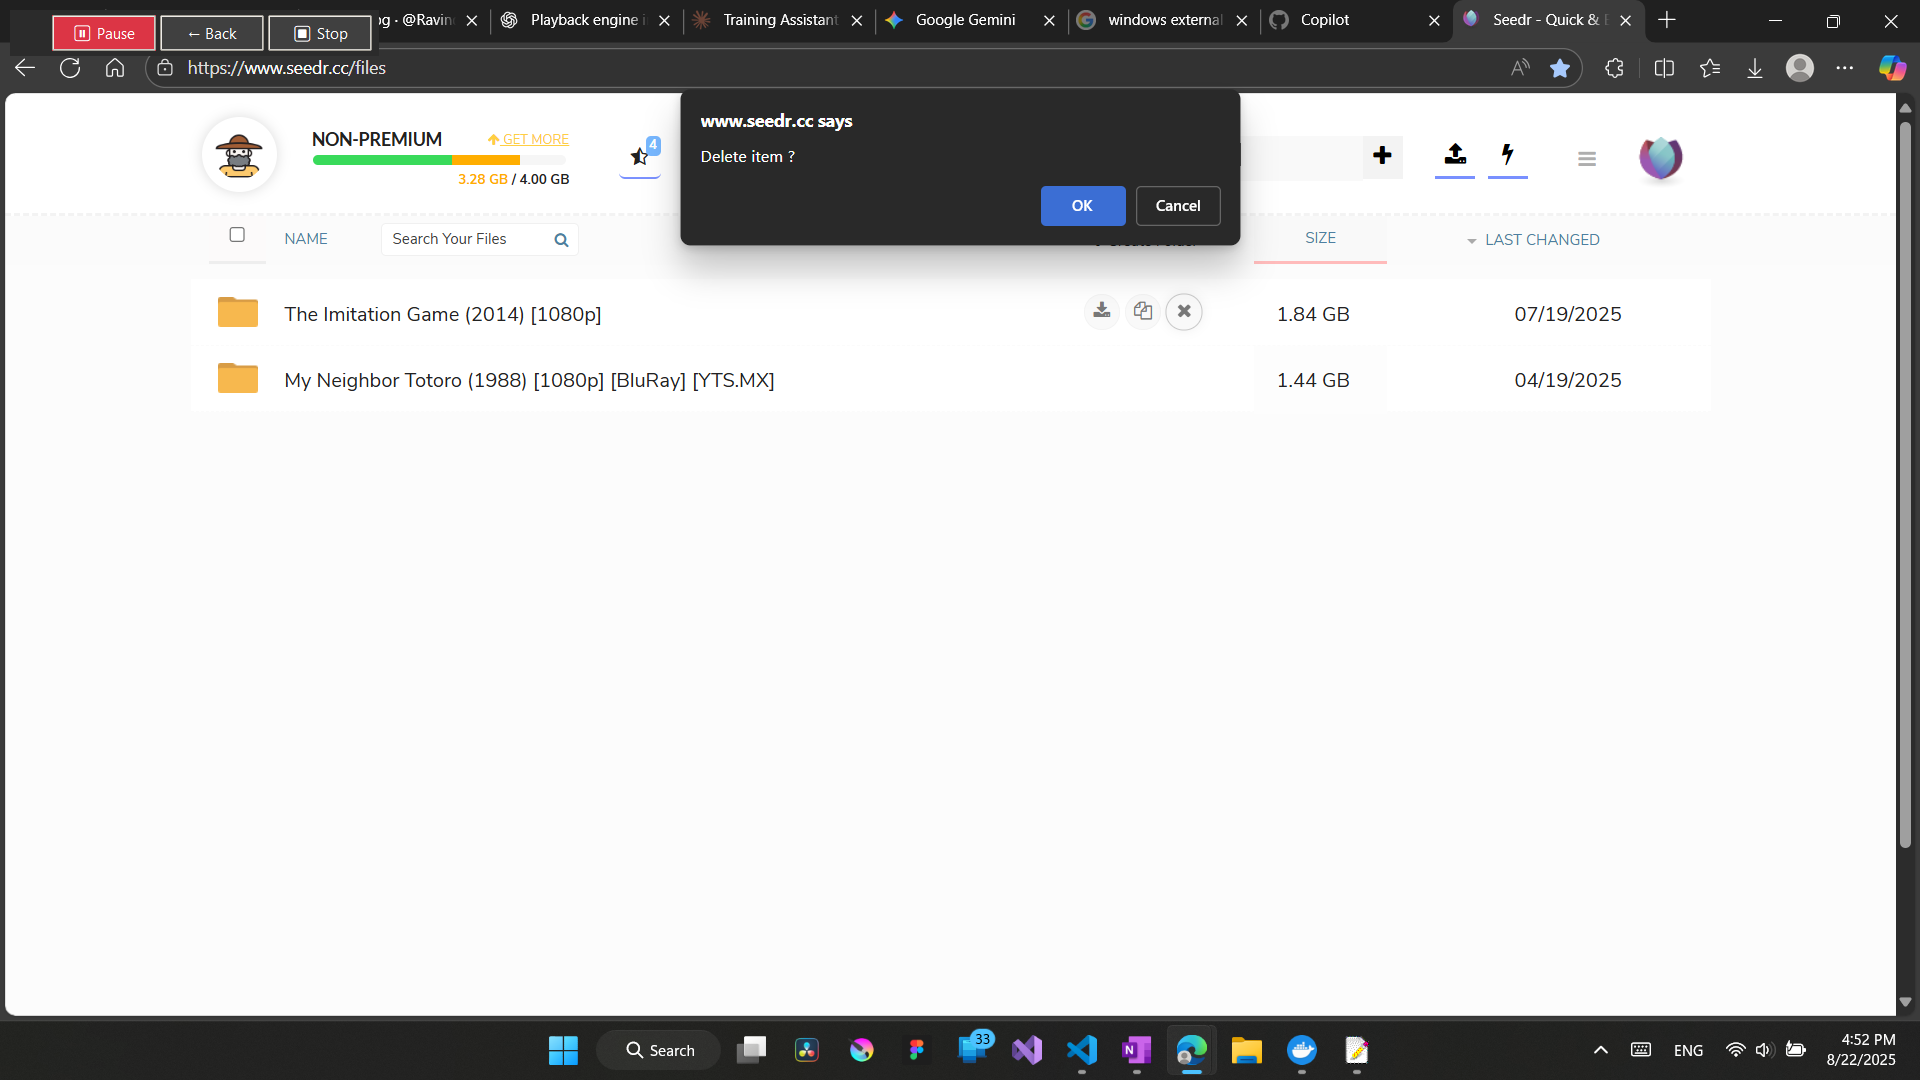 Pause
← Back
Stop
og · @Ravin
Playback engine i
Training Assistant
Google Gemini
windows external
Copilot
Seedr - Quick &
https://www.seedr.cc/files
NON-PREMIUM
GET MORE
3.28 GB / 4.00 GB
4
www.seedr.cc says
Delete item ?
OK
Cancel
NAME
Search Your Files
SIZE
LAST CHANGED
The Imitation Game (2014) [1080p]
1.84 GB
07/19/2025
My Neighbor Totoro (1988) [1080p] [BluRay] [YTS.MX]
1.44 GB
04/19/2025
Search
33
ENG
4:52 PM
8/22/2025